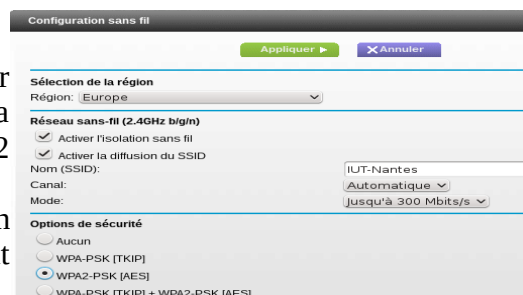 Configuration sans fil
Appliquer Annuler
Sélection de la région
Région: Europe
Réseau sans-fil (2.4GHz b/g/n)
Activer l'isolation sans fil
Activer la diffusion du SSID
Nom (SSID): IUT-Nantes
Canal: Automatique
Mode: Jusqu'à 300 Mbits/s
Options de sécurité
Aucun
WPA-PSK [TKIP]
WPA2-PSK [AES]
WPA-PSK [TKIP] + WPA2-PSK [AES]